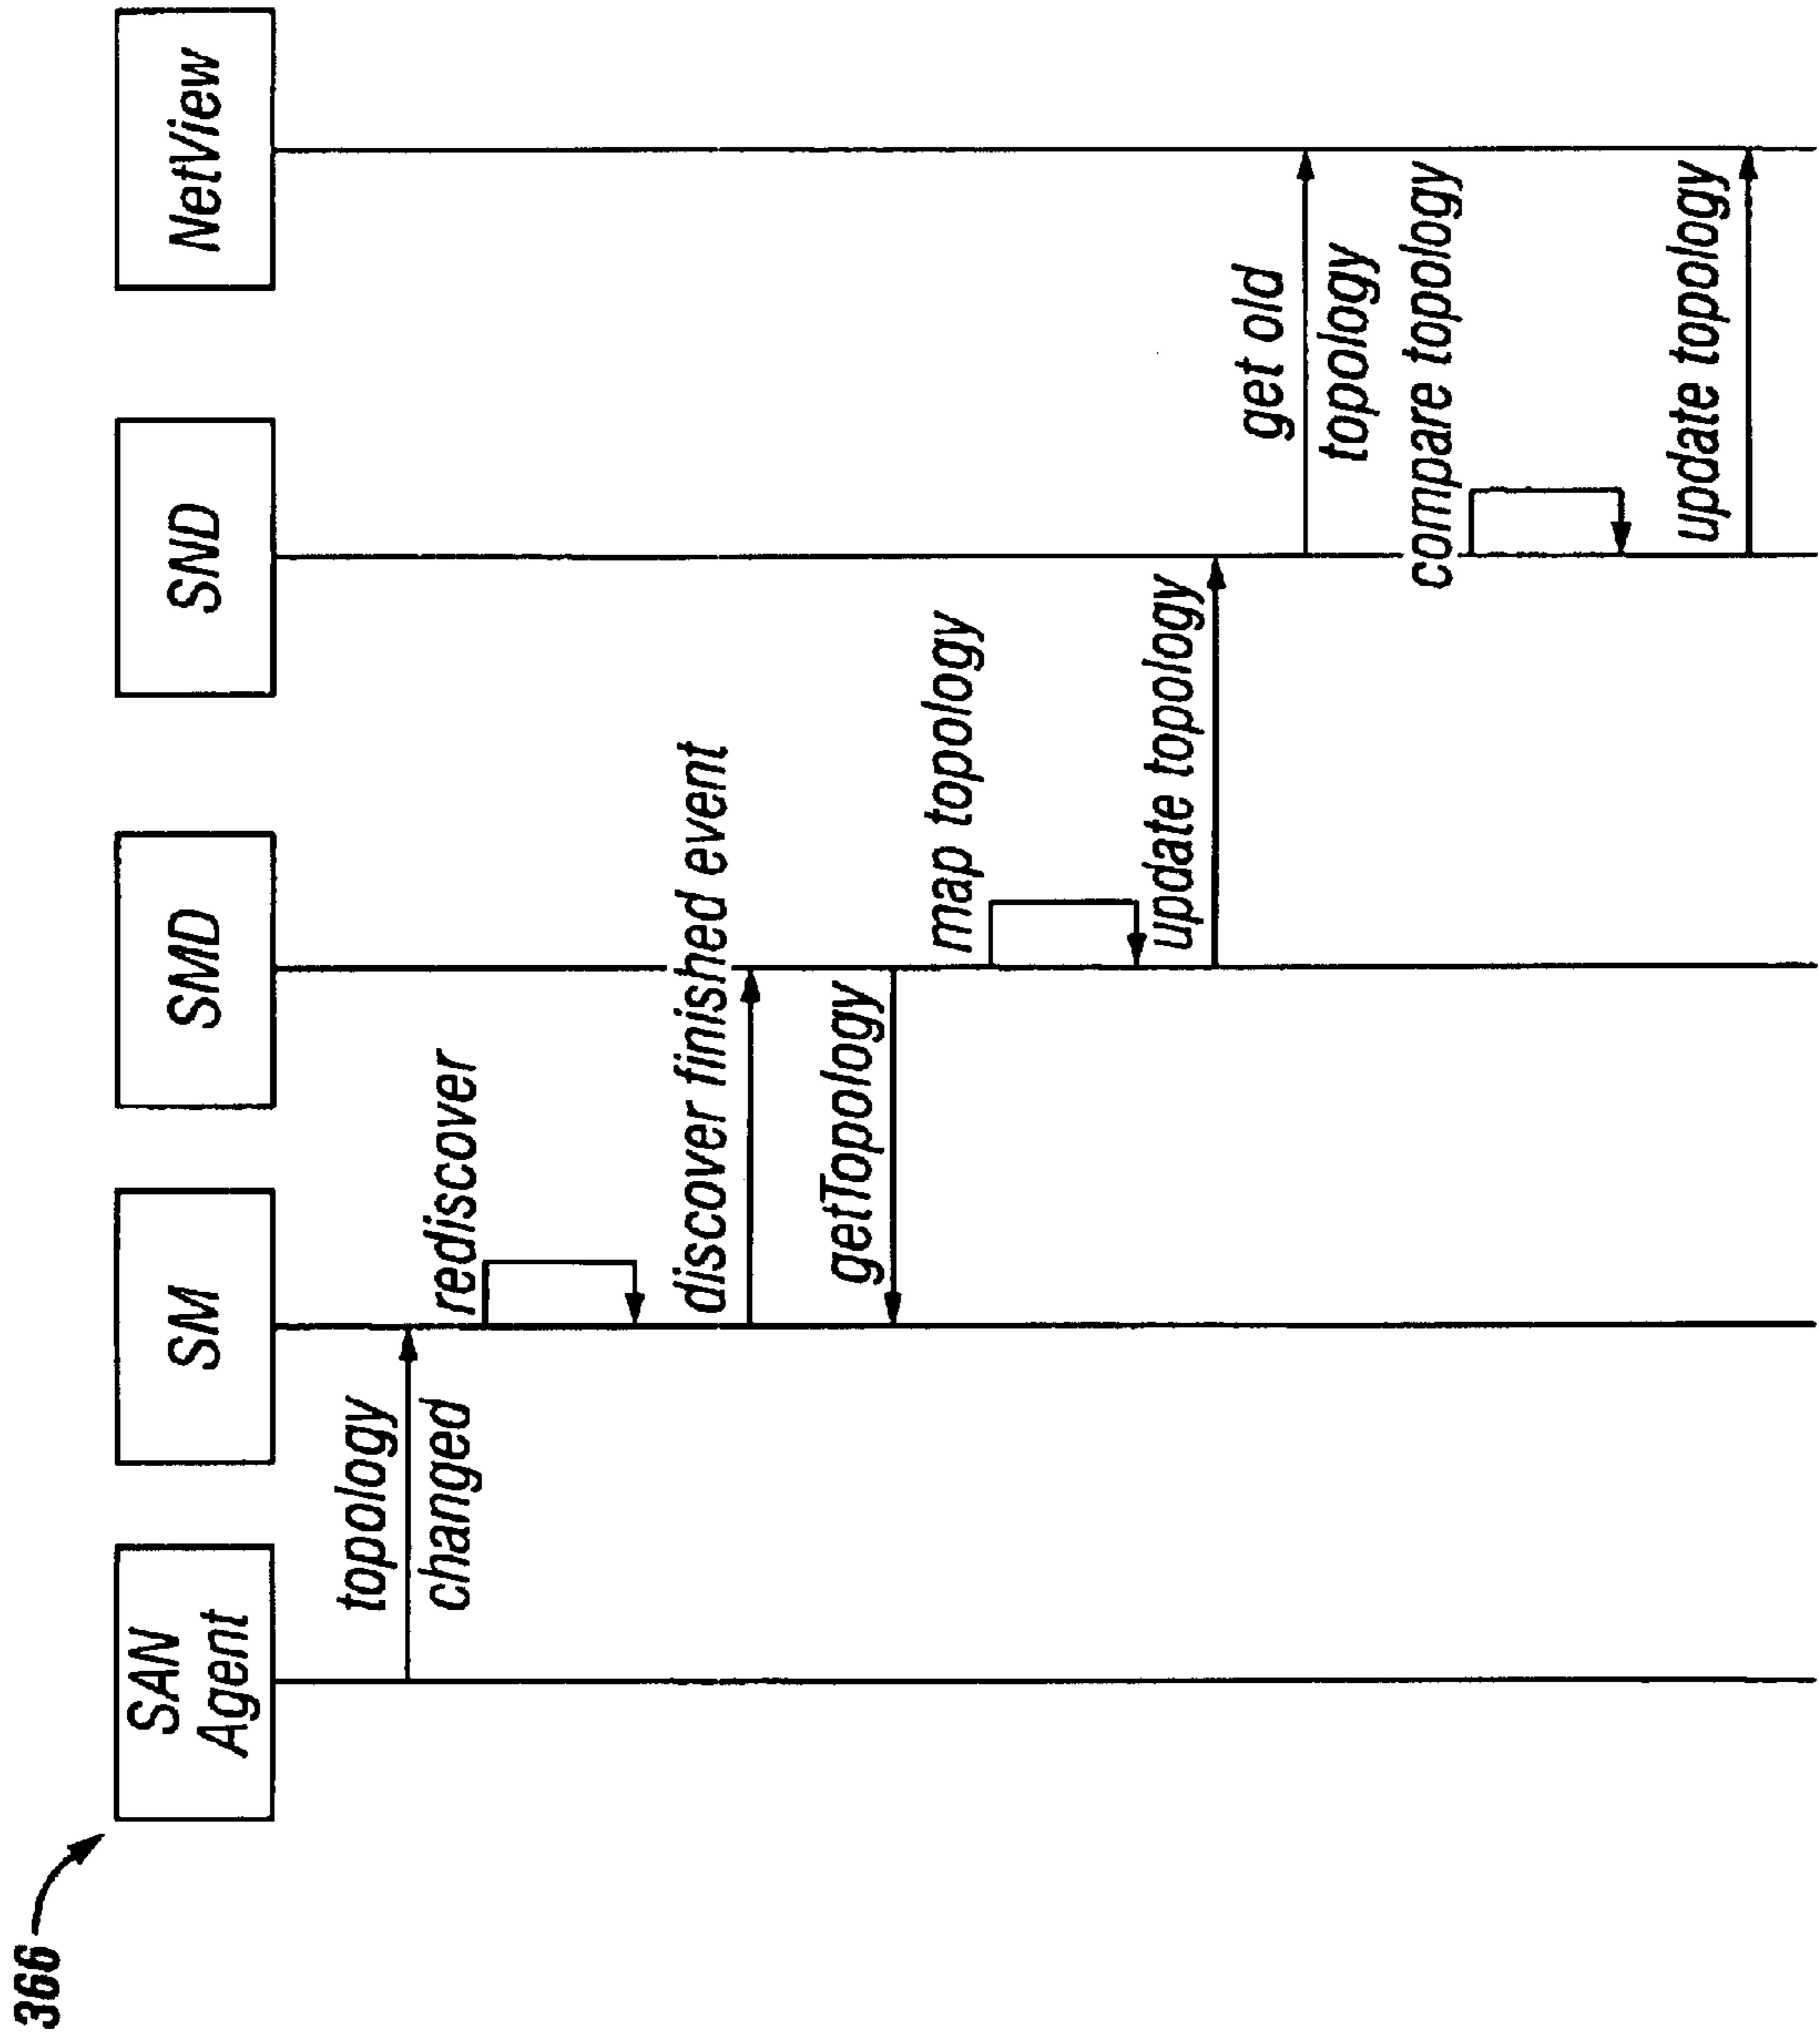 366
SAN
Agent
SM
SMD
SND
NetView
topology
changed
rediscover
discover finished event
getTopology
map topology
update topology
get old
topology
compare topology
update topology